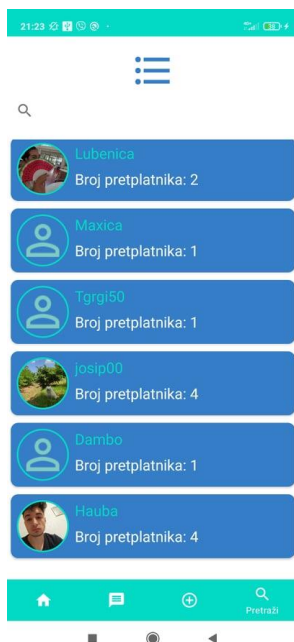 21:23
Lubenica
Broj pretplatnika: 2
Maxica
Broj pretplatnika: 1
Tgrgi50
Broj pretplatnika: 1
josip00
Broj pretplatnika: 4
Dambo
Broj pretplatnika: 1
Hauba
Broj pretplatnika: 4
Pretraži